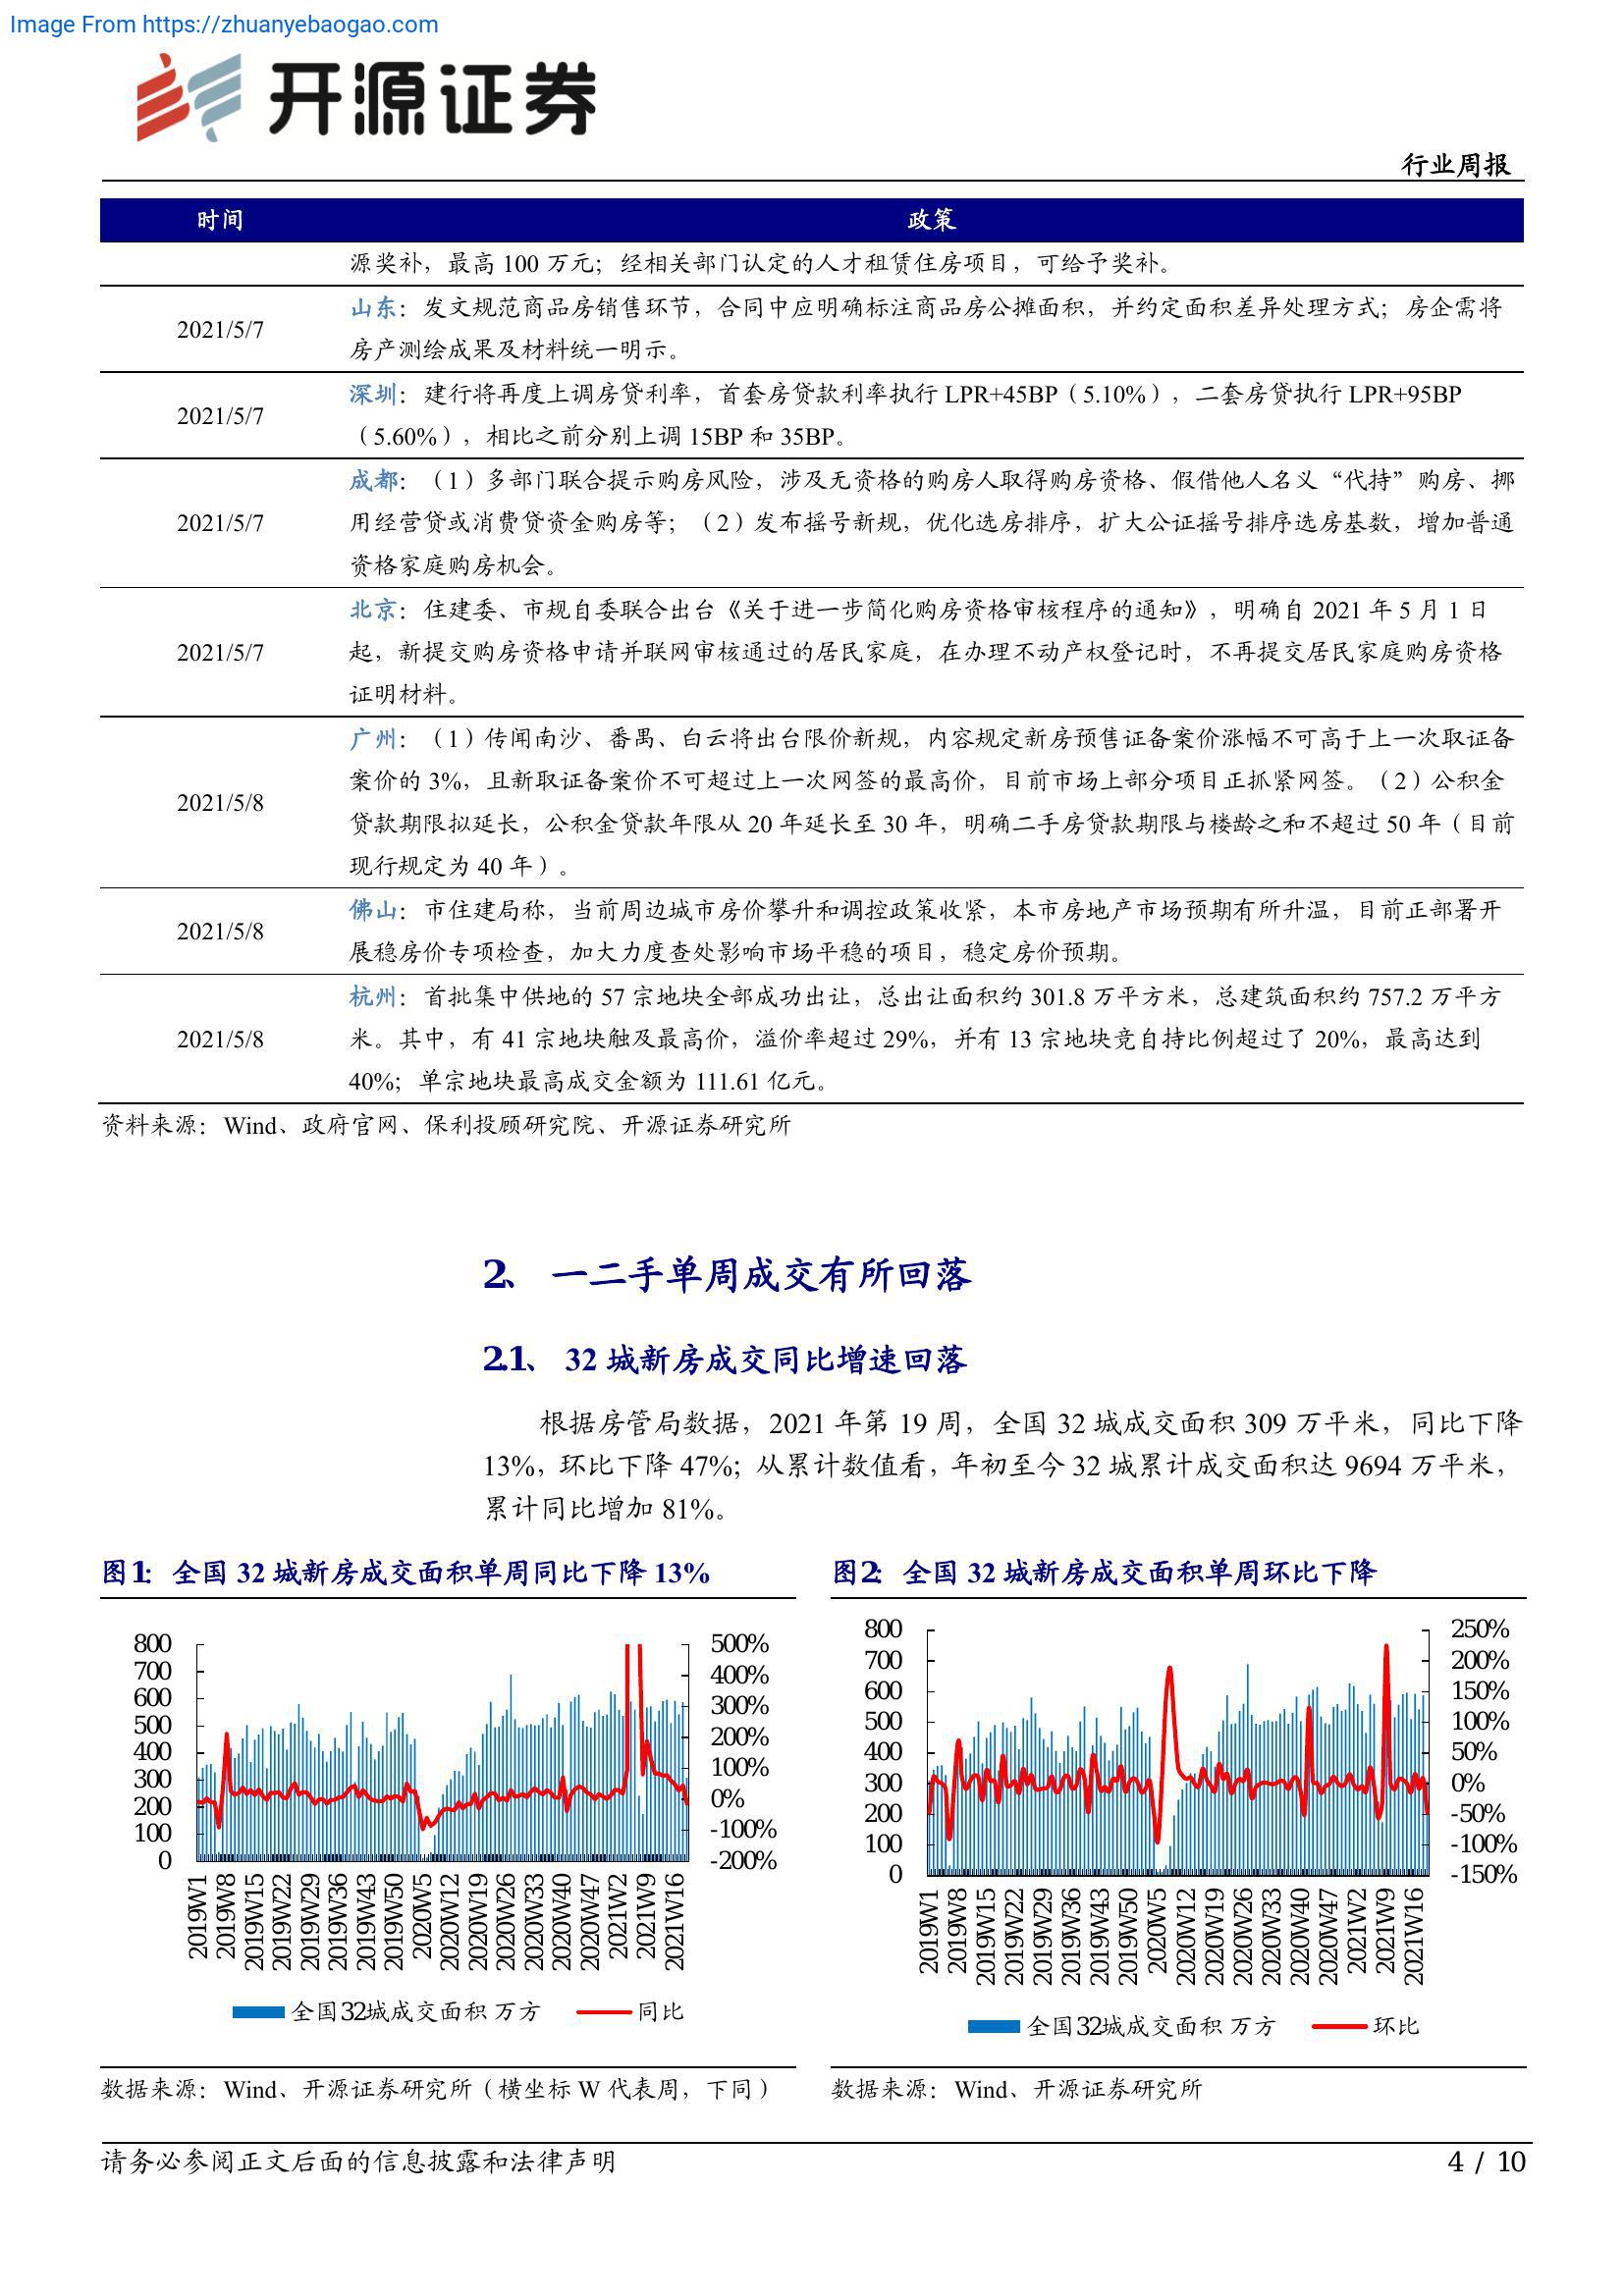 Image From https://zhuanyebaogao.com
开源证券
行业周报
时间 政策
源奖补，最高 100 万元；经相关部门认定的人才租赁住房项目，可给予奖补。
2021/5/7
山东：发文规范商品房销售环节，合同中应明确标注商品房公摊面积，并约定面积差异处理方式；房企需将
房产测绘成果及材料统一明示。
2021/5/7
深圳：建行将再度上调房贷利率，首套房贷款利率执行 LPR+45BP（5.10%），二套房贷执行 LPR+95BP
（5.60%），相比之前分别上调 15BP 和 35BP。
2021/5/7
成都：（1）多部门联合提示购房风险，涉及无资格的购房人取得购房资格、假借他人名义“代持”购房、挪
用经营贷或消费贷资金购房等；（2）发布摇号新规，优化选房排序，扩大公证摇号排序选房基数，增加普通
资格家庭购房机会。
2021/5/7
北京：住建委、市规自委联合出台《关于进一步简化购房资格审核程序的通知》，明确自 2021 年 5 月 1 日
起，新提交购房资格申请并联网审核通过的居民家庭，在办理不动产权登记时，不再提交居民家庭购房资格
证明材料。
2021/5/8
广州：（1）传闻南沙、番禺、白云将出台限价新规，内容规定新房预售证备案价涨幅不可高于上一次取证备
案价的 3%，且新取证备案价不可超过上一次网签的最高价，目前市场上部分项目正抓紧网签。（2）公积金
贷款期限拟延长，公积金贷款年限从 20 年延长至 30 年，明确二手房贷款期限与楼龄之和不超过 50 年（目前
现行规定为 40 年）。
2021/5/8
佛山：市住建局称，当前周边城市房价攀升和调控政策收紧，本市房地产市场预期有所升温，目前正部署开
展稳房价专项检查，加大力度查处影响市场平稳的项目，稳定房价预期。
2021/5/8
杭州：首批集中供地的 57 宗地块全部成功出让，总出让面积约 301.8 万平方米，总建筑面积约 757.2 万平方
米。其中，有 41 宗地块触及最高价，溢价率超过 29%，并有 13 宗地块竞自持比例超过了 20%，最高达到
40%；单宗地块最高成交金额为 111.61 亿元。
资料来源：Wind、政府官网、保利投顾研究院、开源证券研究所
2、 一二手单周成交有所回落
2.1、 32 城新房成交同比增速回落
根据房管局数据，2021 年第 19 周，全国 32 城成交面积 309 万平米，同比下降
13%，环比下降 47%；从累计数值看，年初至今 32 城累计成交面积达 9694 万平米，
累计同比增加 81%。
图1： 全国 32 城新房成交面积单周同比下降 13%
800 500%
700 400%
600 300%
500 200%
400 100%
300 0%
200 -100%
100 -200%
0
2019W1 2019W8 2019W15 2019W22 2019W29 2019W36 2019W43 2019W50 2020W5 2020W12 2020W19 2020W26 2020W33 2020W40 2020W47 2021W2 2021W9 2021W16
全国32城成交面积 万方 同比
数据来源：Wind、开源证券研究所（横坐标 W 代表周，下同）
图2： 全国 32 城新房成交面积单周环比下降
800 250%
700 200%
600 150%
500 100%
400 50%
300 0%
200 -50%
100 -100%
0 -150%
2019W1 2019W8 2019W15 2019W22 2019W29 2019W36 2019W43 2019W50 2020W5 2020W12 2020W19 2020W26 2020W33 2020W40 2020W47 2021W2 2021W9 2021W16
全国32城成交面积 万方 环比
数据来源：Wind、开源证券研究所
请务必参阅正文后面的信息披露和法律声明
4 / 10